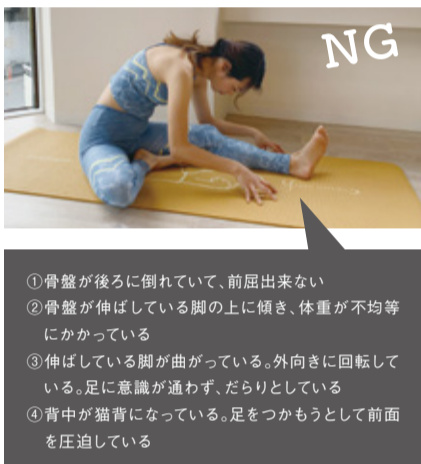 NG
①骨盤が後ろに倒れていて、前屈出来ない
②骨盤が伸ばしている脚の上に傾き、体重が不均等
にかかっている
③伸ばしている脚が曲がっている。外向きに回転して
いる。足に意識が通わず、だらりとしている
④背中が猫背になっている。足をつかもうとして前面
を圧迫している